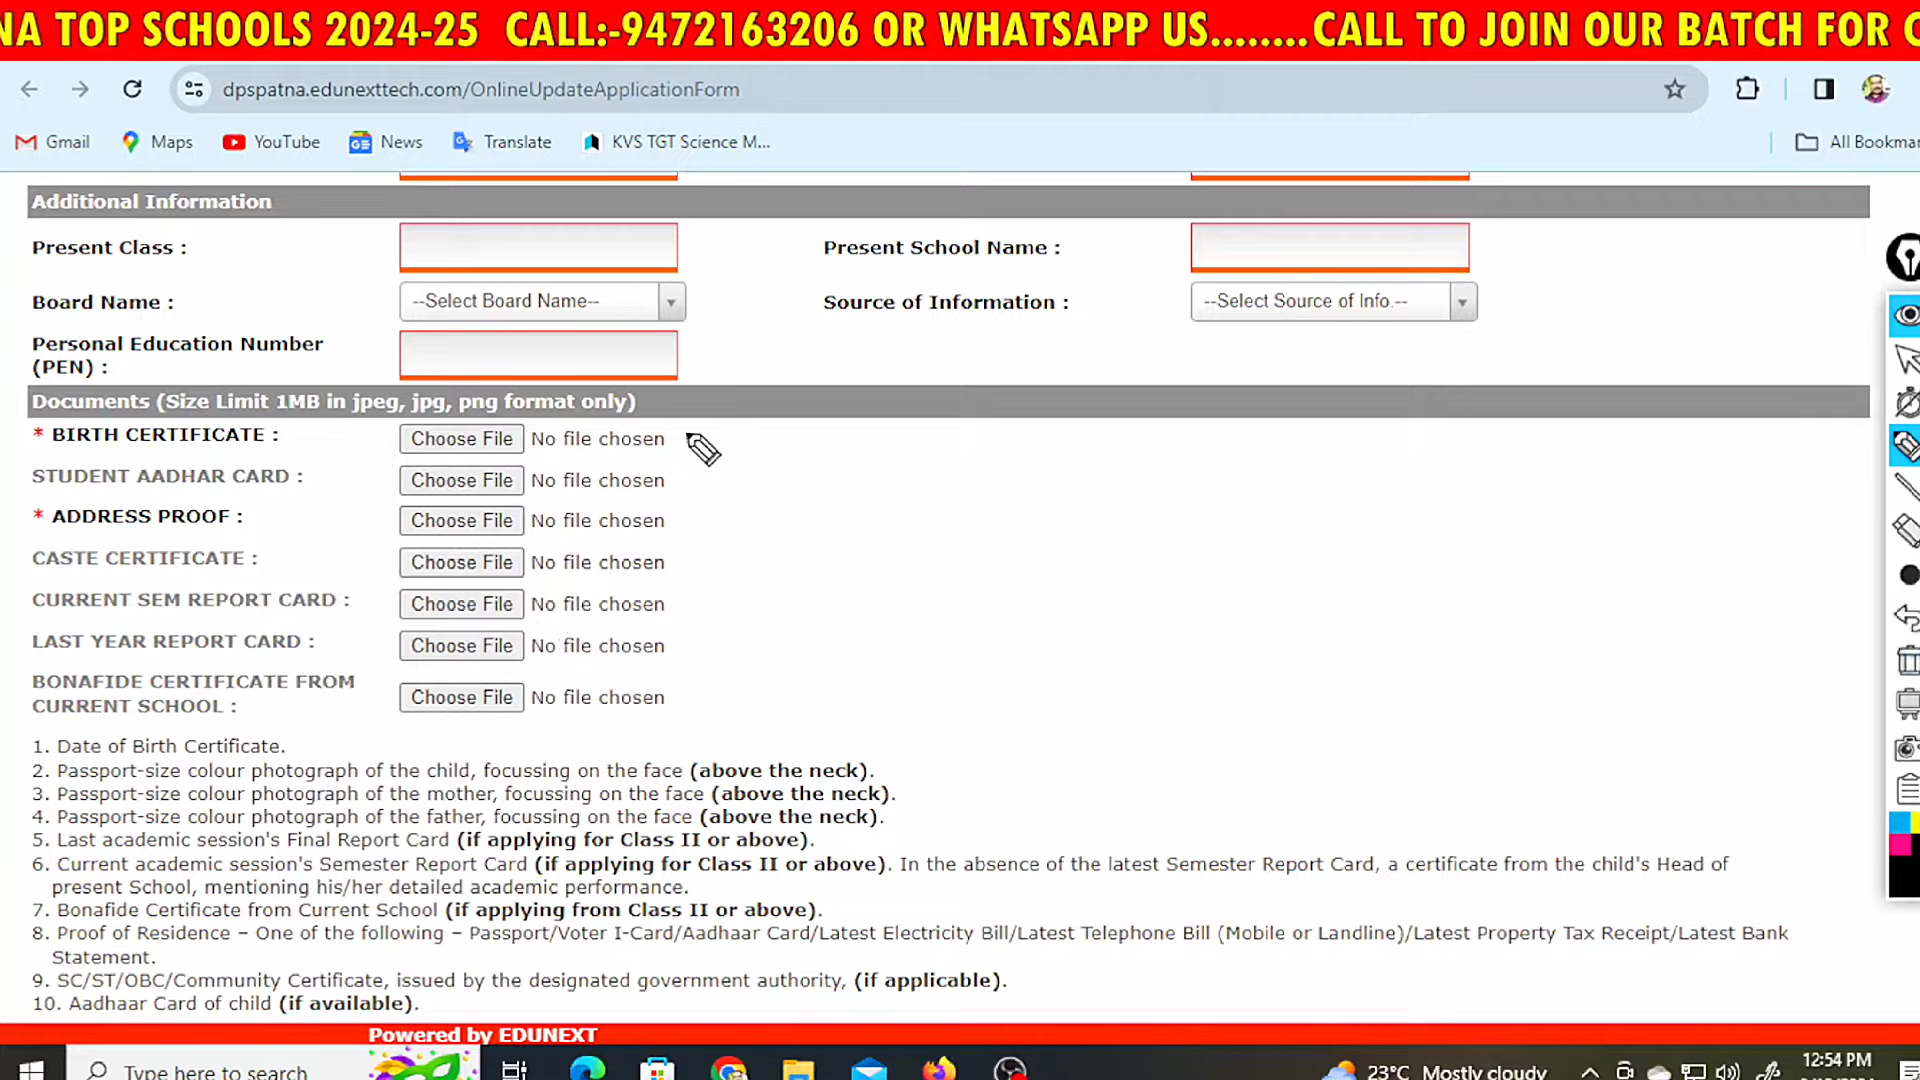 NA TOP SCHOOLS 2024-25 CALL:-9472163206 OR WHATSAPP US........CALL TO JOIN OUR BATCH FOR
dpspatna.edunexttech.com/OnlineUpdateApplicationForm
Gmail Maps YouTube News Translate KVS TGT Science M... All Bookmar
Additional Information
Present Class : Present School Name :
Board Name : --Select Board Name-- Source of Information : --Select Source of Info.--
Personal Education Number
(PEN) :
Documents (Size Limit 1MB in jpeg, jpg, png format only)
* BIRTH CERTIFICATE : Choose File No file chosen
STUDENT AADHAR CARD : Choose File No file chosen
* ADDRESS PROOF : Choose File No file chosen
CASTE CERTIFICATE : Choose File No file chosen
CURRENT SEM REPORT CARD : Choose File No file chosen
LAST YEAR REPORT CARD : Choose File No file chosen
BONAFIDE CERTIFICATE FROM
CURRENT SCHOOL : Choose File No file chosen
1. Date of Birth Certificate.
2. Passport-size colour photograph of the child, focussing on the face (above the neck).
3. Passport-size colour photograph of the mother, focussing on the face (above the neck).
4. Passport-size colour photograph of the father, focussing on the face (above the neck).
5. Last academic session's Final Report Card (if applying for Class II or above).
6. Current academic session's Semester Report Card (if applying for Class II or above). In the absence of the latest Semester Report Card, a certificate from the child's Head of
present School, mentioning his/her detailed academic performance.
7. Bonafide Certificate from Current School (if applying from Class II or above).
8. Proof of Residence – One of the following – Passport/Voter I-Card/Aadhaar Card/Latest Electricity Bill/Latest Telephone Bill (Mobile or Landline)/Latest Property Tax Receipt/Latest Bank
Statement.
9. SC/ST/OBC/Community Certificate, issued by the designated government authority, (if applicable).
10. Aadhaar Card of child (if available).
Powered by EDUNEXT
Type here to search 23°C Mostly cloudy 12:54 PM